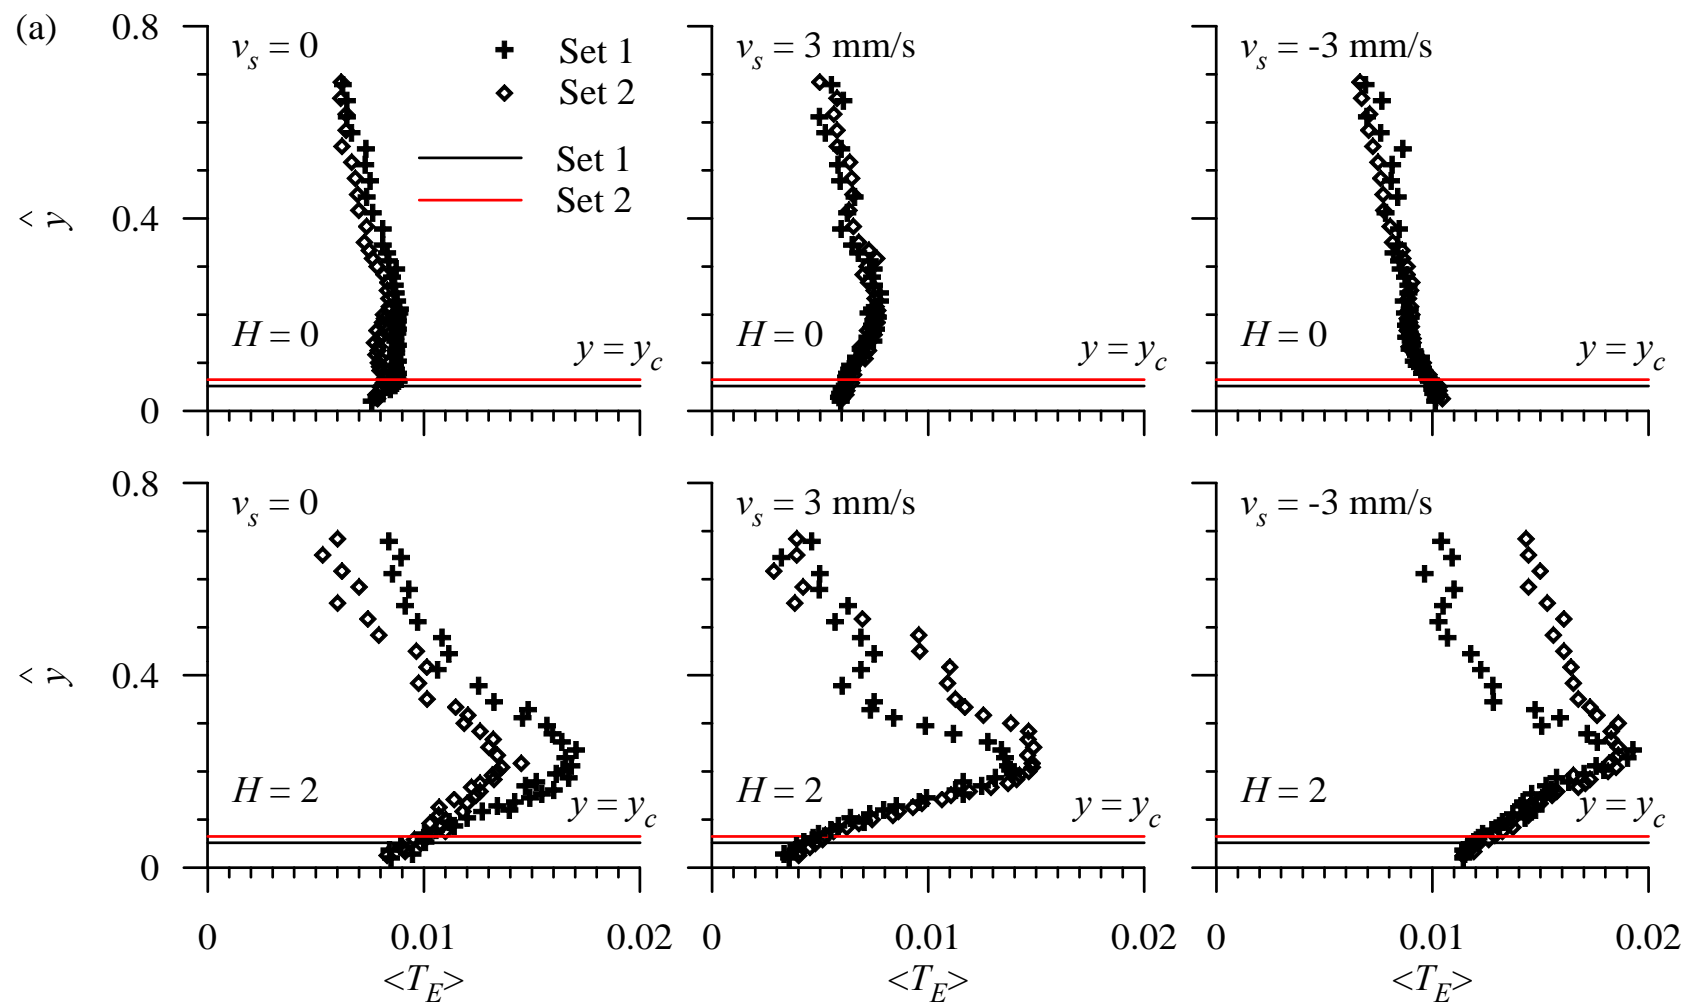 (a)
0.8
v_s = 0
Set 1
Set 2
Set 1
Set 2
v_s = 3 mm/s
v_s = -3 mm/s
0.4
ŷ
H = 0
y = y_c
H = 0
y = y_c
H = 0
y = y_c
0
0.8
v_s = 0
v_s = 3 mm/s
v_s = -3 mm/s
0.4
ŷ
H = 2
y = y_c
H = 2
y = y_c
H = 2
y = y_c
0
0 0.01 0.02
0 0.01 0.02
0 0.01 0.02
<T_E>
<T_E>
<T_E>